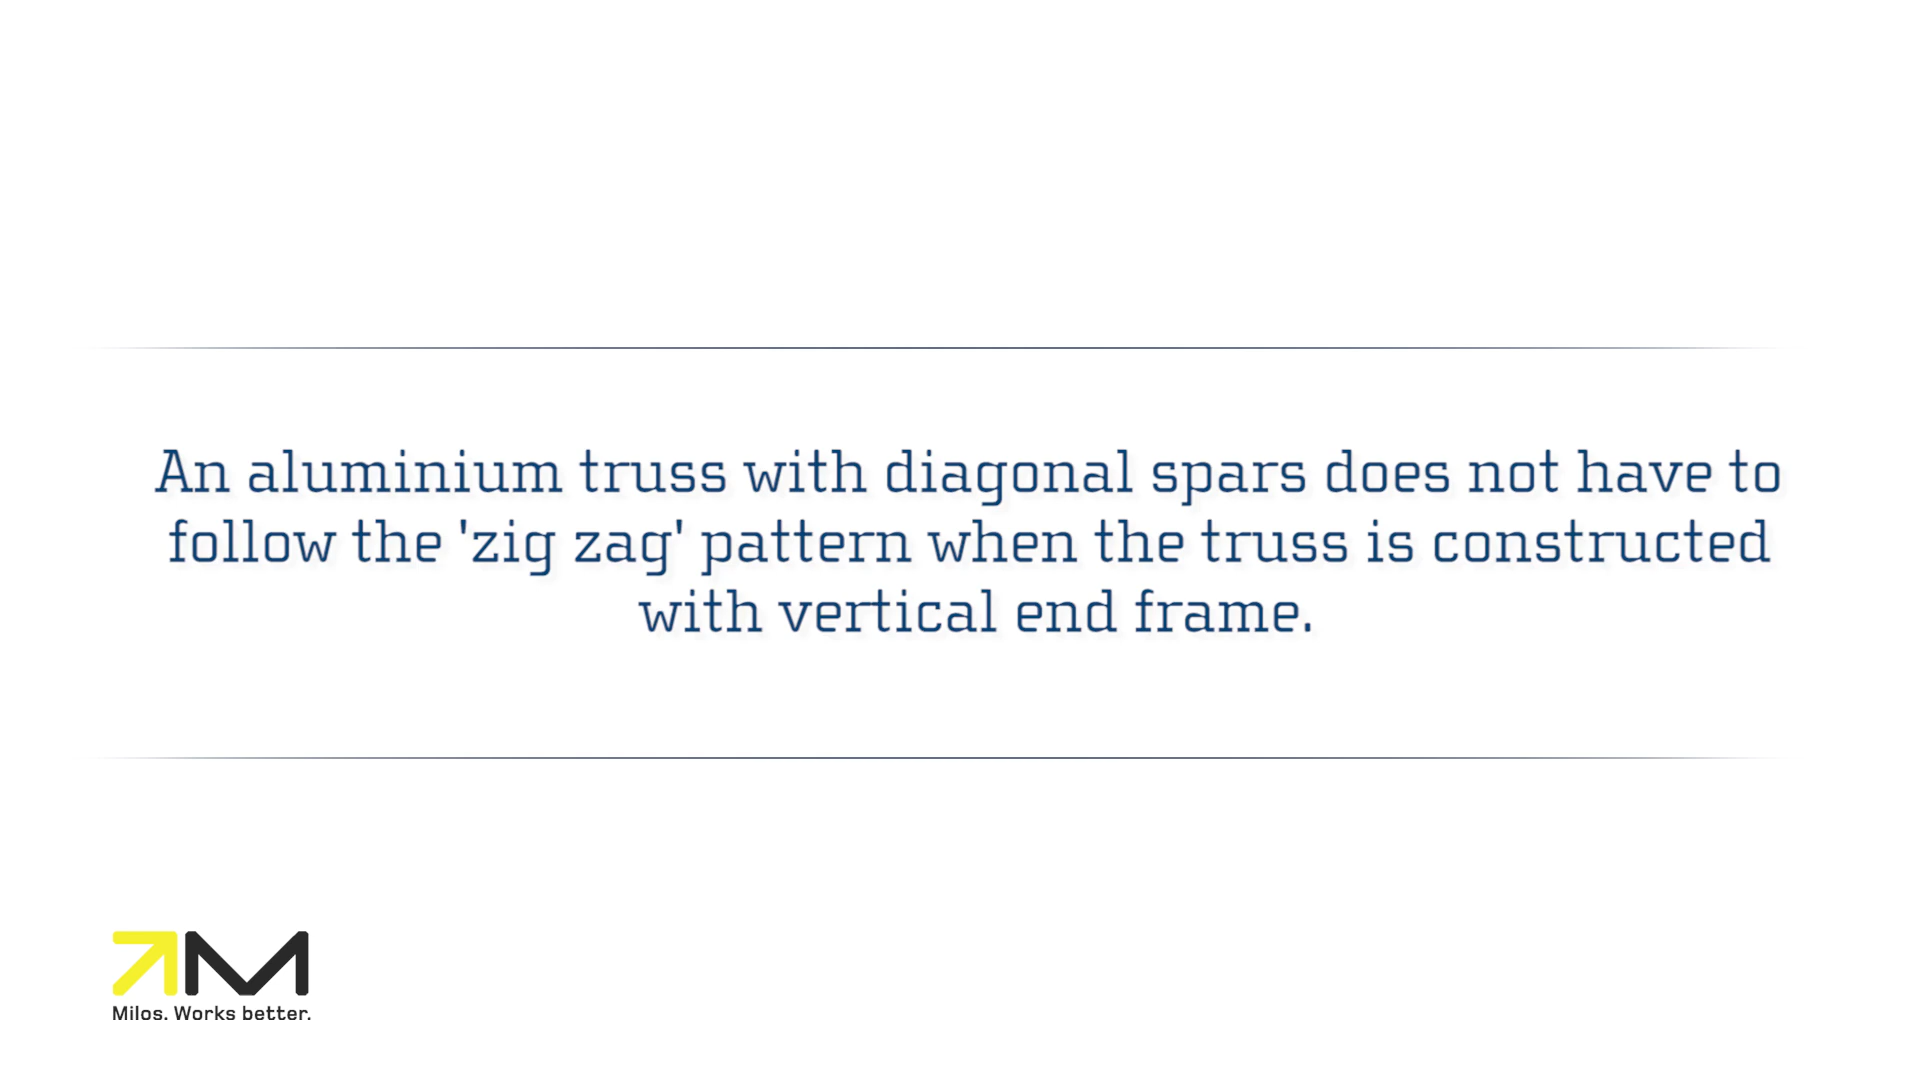 An aluminium truss with diagonal spars does not have to
follow the 'zig zag' pattern when the truss is constructed
with vertical end frame.
M
Milos. Works better.